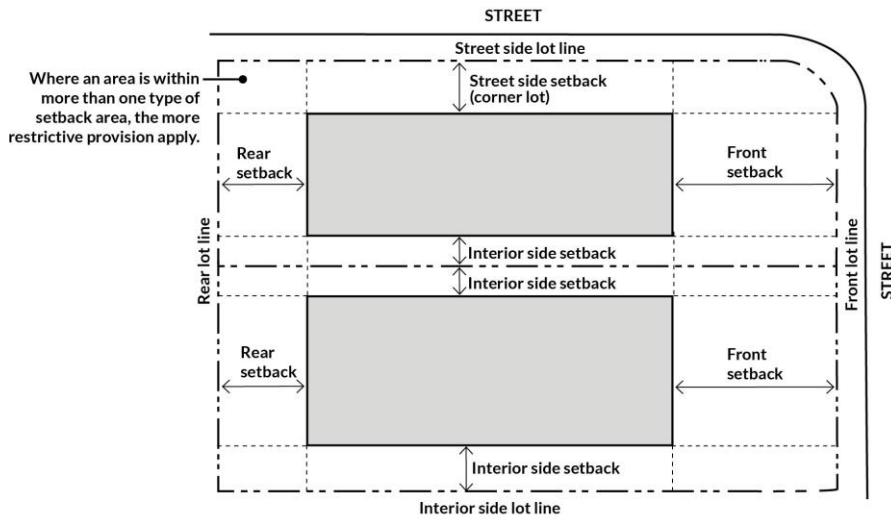 STREET
Street side lot line
Where an area is within
more than one type of
setback area, the more
restrictive provision apply.
Street side setback
(corner lot)
Rear
setback
Front
setback
Interior side setback
Rear lot line
Front lot line
STREET
Interior side setback
Rear
setback
Front
setback
Interior side setback
Interior side lot line